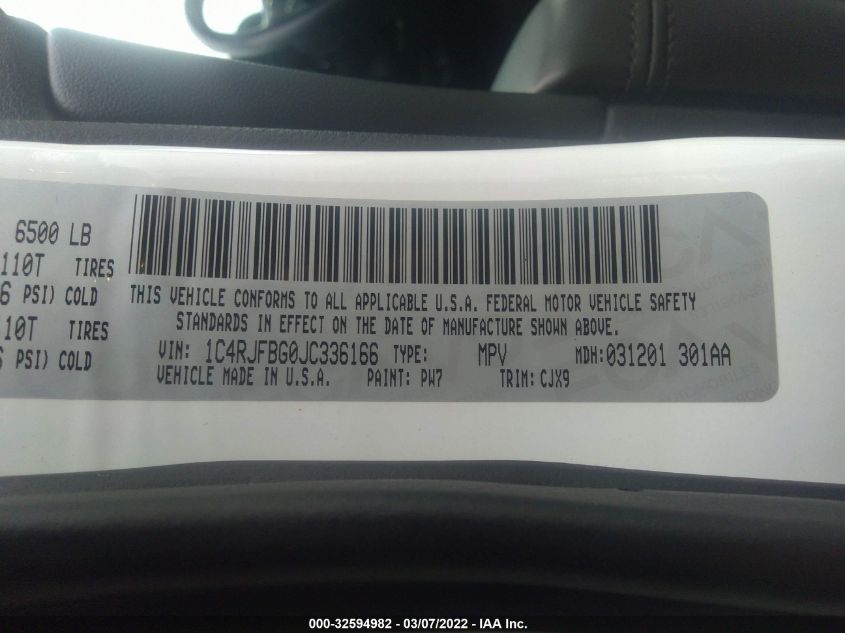 6500 LB
110T TIRES
6 PSI) COLD
10T TIRES
PSI) COLD
THIS VEHICLE CONFORMS TO ALL APPLICABLE U.S.A. FEDERAL MOTOR VEHICLE SAFETY
STANDARDS IN EFFECT ON THE DATE OF MANUFACTURE SHOWN ABOVE.
VIN: 1C4RJFBG0JC336166 TYPE: MPV MDH:031201 301AA
VEHICLE MADE IN U.S.A. PAINT: PW7 TRIM:CJX9
000-32594982 - 03/07/2022 - IAA Inc.